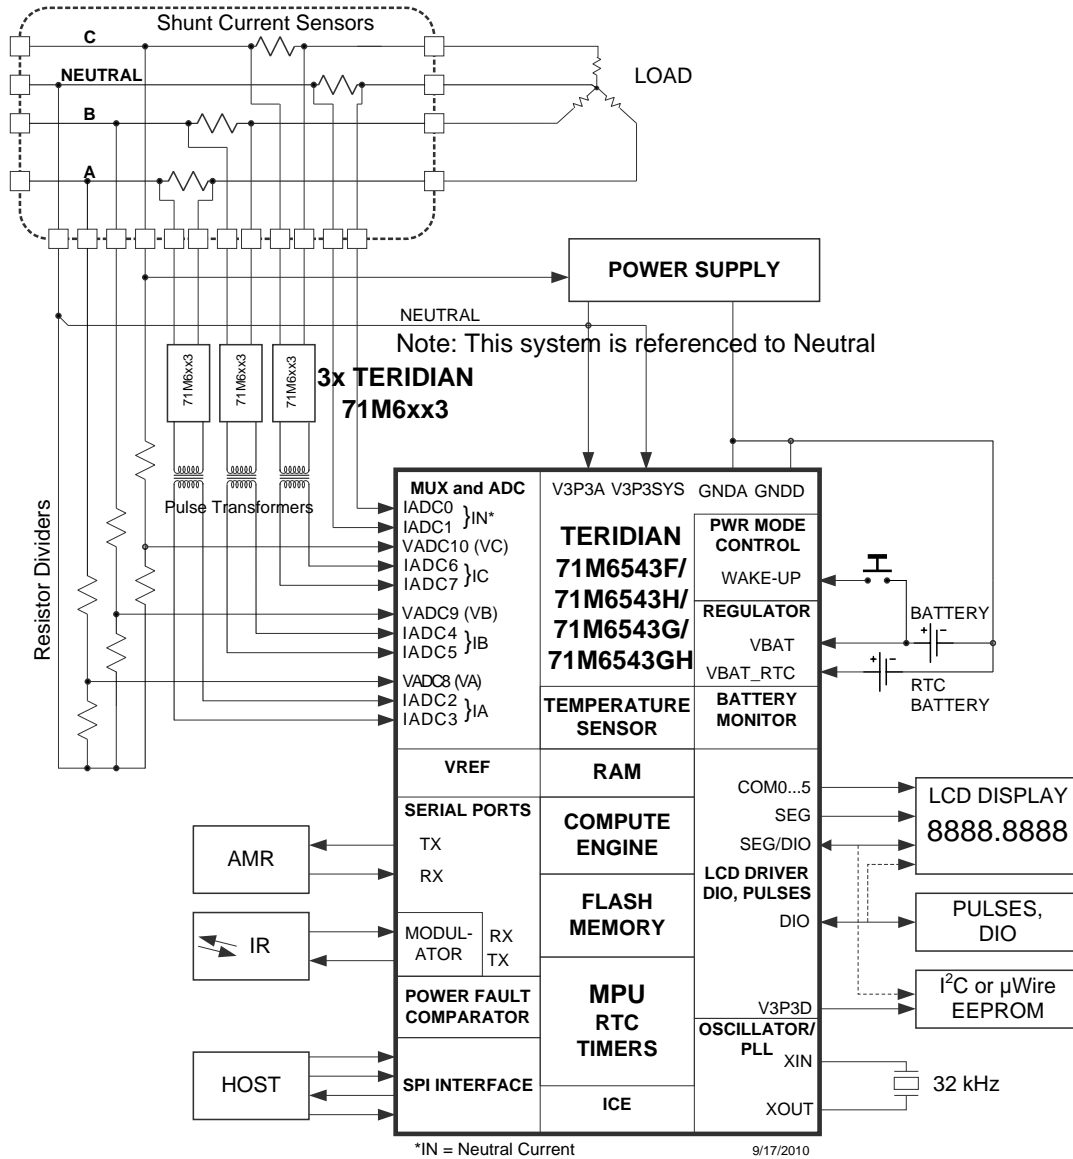 Shunt Current Sensors
C
NEUTRAL
LOAD
B
A
POWER SUPPLY
NEUTRAL
Note: This system is referenced to Neutral
71M6xx3
71M6xx3
71M6xx3
3x TERIDIAN
71M6xx3
Resistor Dividers
Pulse Transformers
MUX and ADC
IADC0
IADC1
}IN*
VADC10 (VC)
IADC6
IADC7
}IC
VADC9 (VB)
IADC4
IADC5
}IB
VADC8 (VA)
IADC2
IADC3
}IA
V3P3A V3P3SYS GNDA GNDD
TERIDIAN
71M6543F/
71M6543H/
71M6543G/
71M6543GH
PWR MODE
CONTROL
WAKE-UP
REGULATOR
VBAT
VBAT_RTC
BATTERY
+ -
+ -
RTC
BATTERY
TEMPERATURE
SENSOR
BATTERY
MONITOR
VREF
RAM
SERIAL PORTS
TX
RX
COMPUTE
ENGINE
COM0...5
SEG
SEG/DIO
LCD DRIVER
DIO, PULSES
DIO
V3P3D
LCD DISPLAY
8888.8888
AMR
FLASH
MEMORY
PULSES,
DIO
IR
MODUL-
ATOR
RX
TX
I²C or µWire
EEPROM
POWER FAULT
COMPARATOR
MPU
RTC
TIMERS
OSCILLATOR/
PLL
XIN
XOUT
32 kHz
HOST
SPI INTERFACE
ICE
*IN = Neutral Current
9/17/2010